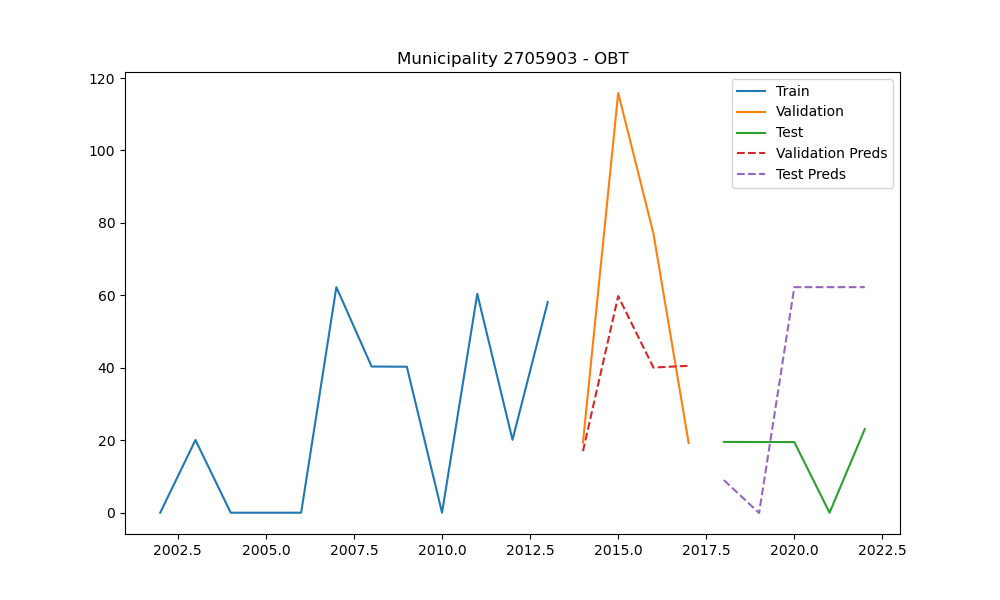 Municipality 2705903 - OBT
120
100
80
60
40
20
0
Train
Validation
Test
Validation Preds
Test Preds
2002.5 2005.0 2007.5 2010.0 2012.5 2015.0 2017.5 2020.0 2022.5